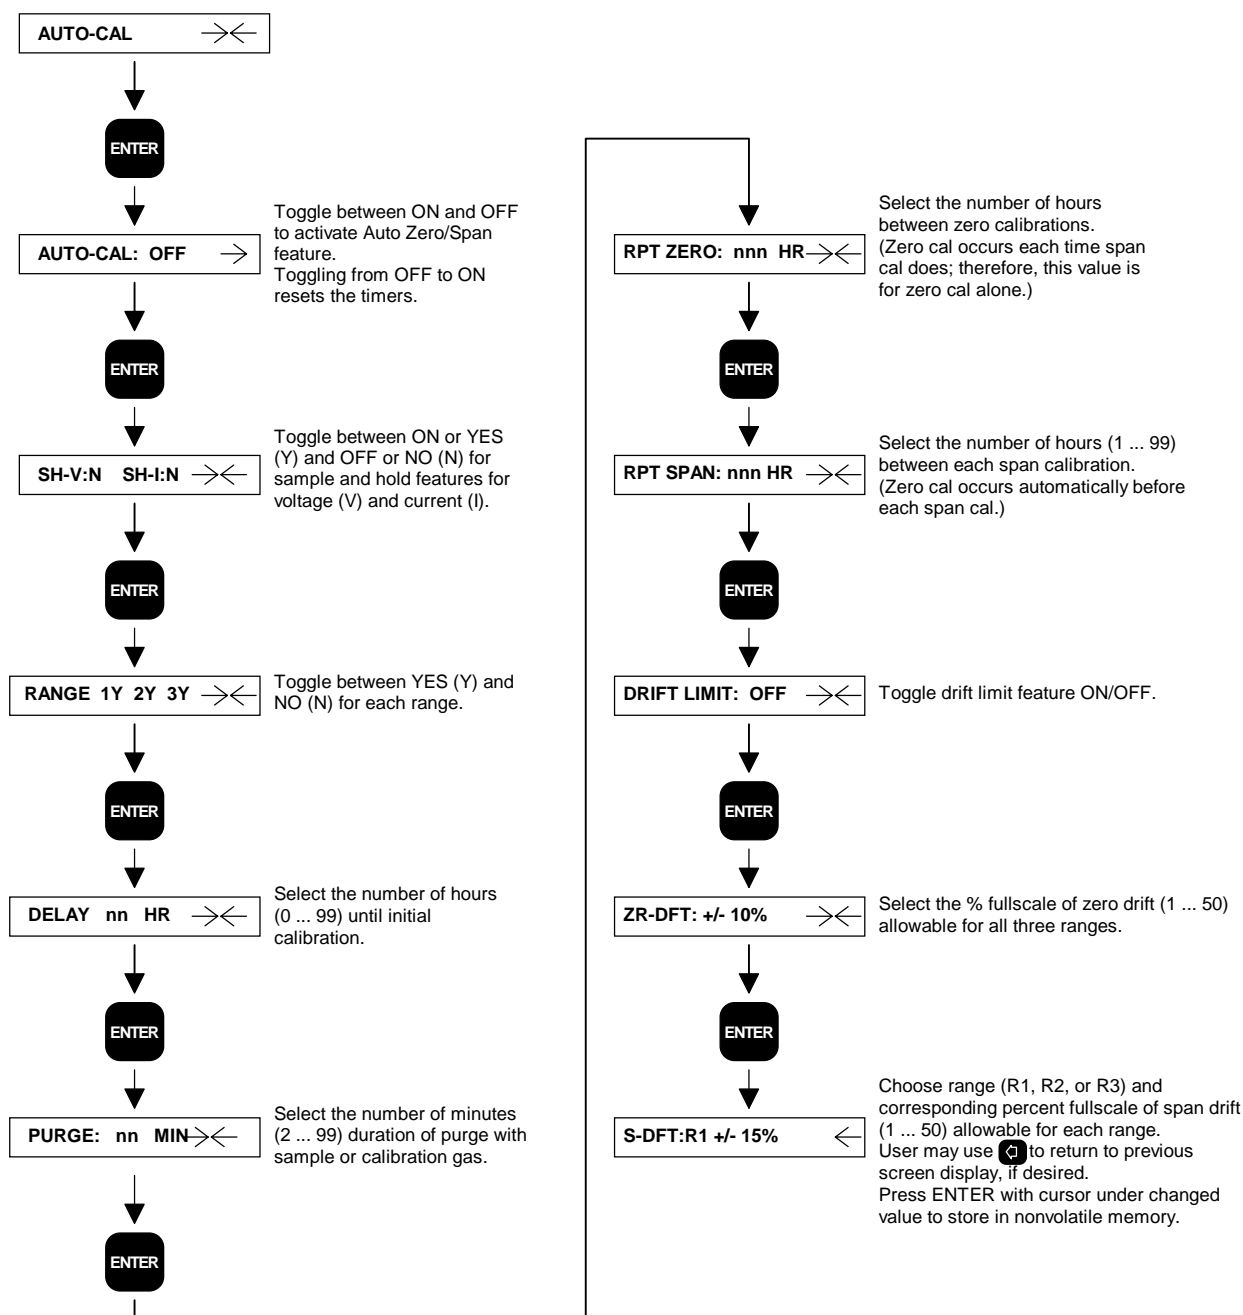 AUTO-CAL
ENTER
AUTO-CAL: OFF
Toggle between ON and OFF
to activate Auto Zero/Span
feature.
Toggling from OFF to ON
resets the timers.
ENTER
SH-V:N SH-I:N
Toggle between ON or YES
(Y) and OFF or NO (N) for
sample and hold features for
voltage (V) and current (I).
ENTER
RANGE 1Y 2Y 3Y
Toggle between YES (Y) and
NO (N) for each range.
ENTER
DELAY nn HR
Select the number of hours
(0 ... 99) until initial
calibration.
ENTER
PURGE: nn MIN
Select the number of minutes
(2 ... 99) duration of purge with
sample or calibration gas.
ENTER
RPT ZERO: nnn HR
Select the number of hours
between zero calibrations.
(Zero cal occurs each time span
cal does; therefore, this value is
for zero cal alone.)
ENTER
RPT SPAN: nnn HR
Select the number of hours (1 ... 99)
between each span calibration.
(Zero cal occurs automatically before
each span cal.)
ENTER
DRIFT LIMIT: OFF
Toggle drift limit feature ON/OFF.
ENTER
ZR-DFT: +/- 10%
Select the % fullscale of zero drift (1 ... 50)
allowable for all three ranges.
ENTER
S-DFT:R1 +/- 15%
Choose range (R1, R2, or R3) and
corresponding percent fullscale of span drift
(1 ... 50) allowable for each range.
User may use to return to previous
screen display, if desired.
Press ENTER with cursor under changed
value to store in nonvolatile memory.